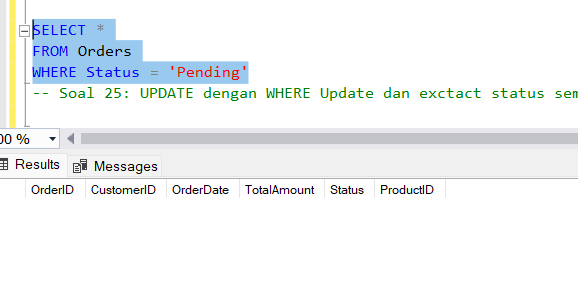 SELECT *
FROM Orders
WHERE Status = 'Pending'
-- Soal 25: UPDATE dengan WHERE Update dan exctact status sem
00 %
Results Messages
OrderID CustomerID OrderDate TotalAmount Status ProductID